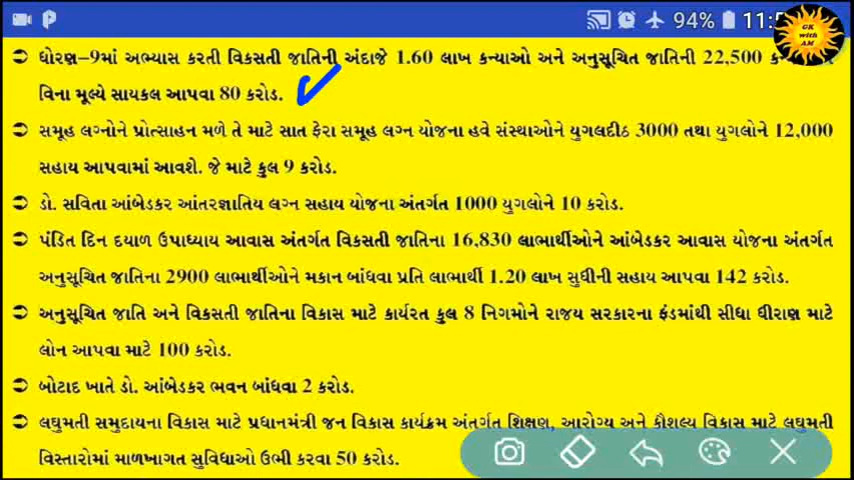 94% 11:5
GK
with
AM
➲ ધોરણ–9માં અભ્યાસ કરતી વિકસતી જાતિની અંદાજે 1.60 લાખ કન્યાઓ અને અનુસૂચિત જાતિની 22,500
વિના મૂલ્યે સાયકલ આપવા 80 કરોડ.
➲ સમૂહ લગ્નોને પ્રોત્સાહન મળે તે માટે સાત ફેરા સમૂહ લગ્ન યોજના હવે સંસ્થાઓને યુગલદીઠ 3000 તથા યુગલોને 12,000
સહાય આપવામાં આવશે. જે માટે કુલ 9 કરોડ.
➲ ડો. સવિતા આંબેડકર આંતરજ્ઞાતિય લગ્ન સહાય યોજના અંતર્ગત 1000 યુગલોને 10 કરોડ.
➲ પંડિત દિન દયાળ ઉપાધ્યાય આવાસ અંતર્ગત વિકસતી જાતિના 16,830 લાભાર્થીઓને આંબેડકર આવાસ યોજના અંતર્ગત
અનુસૂચિત જાતિના 2900 લાભાર્થીઓને મકાન બાંધવા પ્રતિ લાભાર્થી 1.20 લાખ સુધીની સહાય આપવા 142 કરોડ.
➲ અનુસૂચિત જાતિ અને વિકસતી જાતિના વિકાસ માટે કાર્યરત કુલ 8 નિગમોને રાજય સરકારના ફંડમાંથી સીધા ધીરાણ માટે
લોન આપવા માટે 100 કરોડ.
➲ બોટાદ ખાતે ડો. આંબેડકર ભવન બાંધવા 2 કરોડ.
➲ લઘુમતી સમુદાયના વિકાસ માટે પ્રધાનમંત્રી જન વિકાસ કાર્યક્રમ અંતર્ગત શિક્ષણ, આરોગ્ય અને કૌશલ્ય વિકાસ માટે લઘુમતી
વિસ્તારોમાં માળખાગત સુવિધાઓ ઉભી કરવા 50 કરોડ.